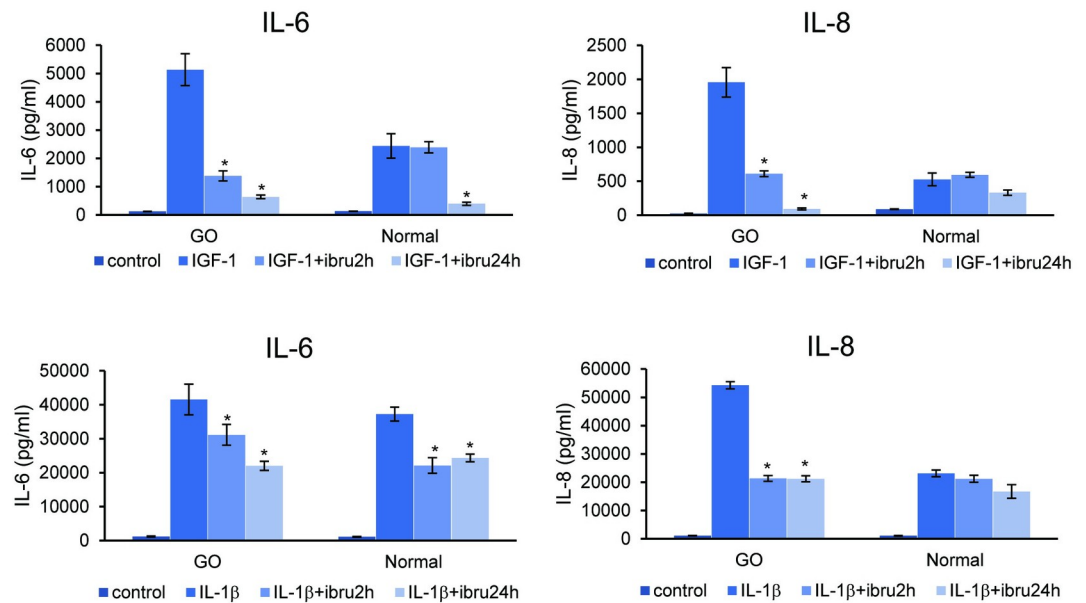 IL-6
IL-6 (pg/ml)
6000
5000
4000
3000
2000
1000
0
*
*
*
GO
Normal
control IGF-1 IGF-1+ibru2h IGF-1+ibru24h
IL-8
IL-8 (pg/ml)
2500
2000
1500
1000
500
0
*
*
GO
Normal
control IGF-1 IGF-1+ibru2h IGF-1+ibru24h
IL-6
IL-6 (pg/ml)
50000
40000
30000
20000
10000
0
*
*
*
*
GO
Normal
control IL-1β IL-1β+ibru2h IL-1β+ibru24h
IL-8
IL-8 (pg/ml)
60000
50000
40000
30000
20000
10000
0
*
*
GO
Normal
control IL-1β IL-1β+ibru2h IL-1β+ibru24h